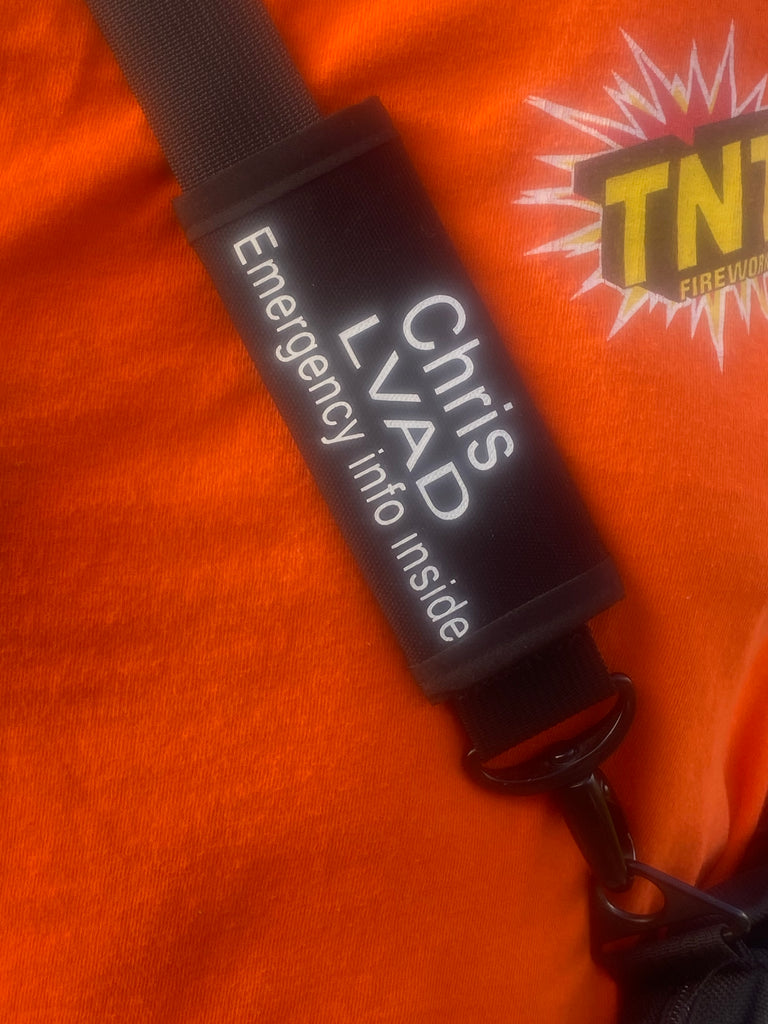 Chris
LVAD
Emergency info inside
TNT